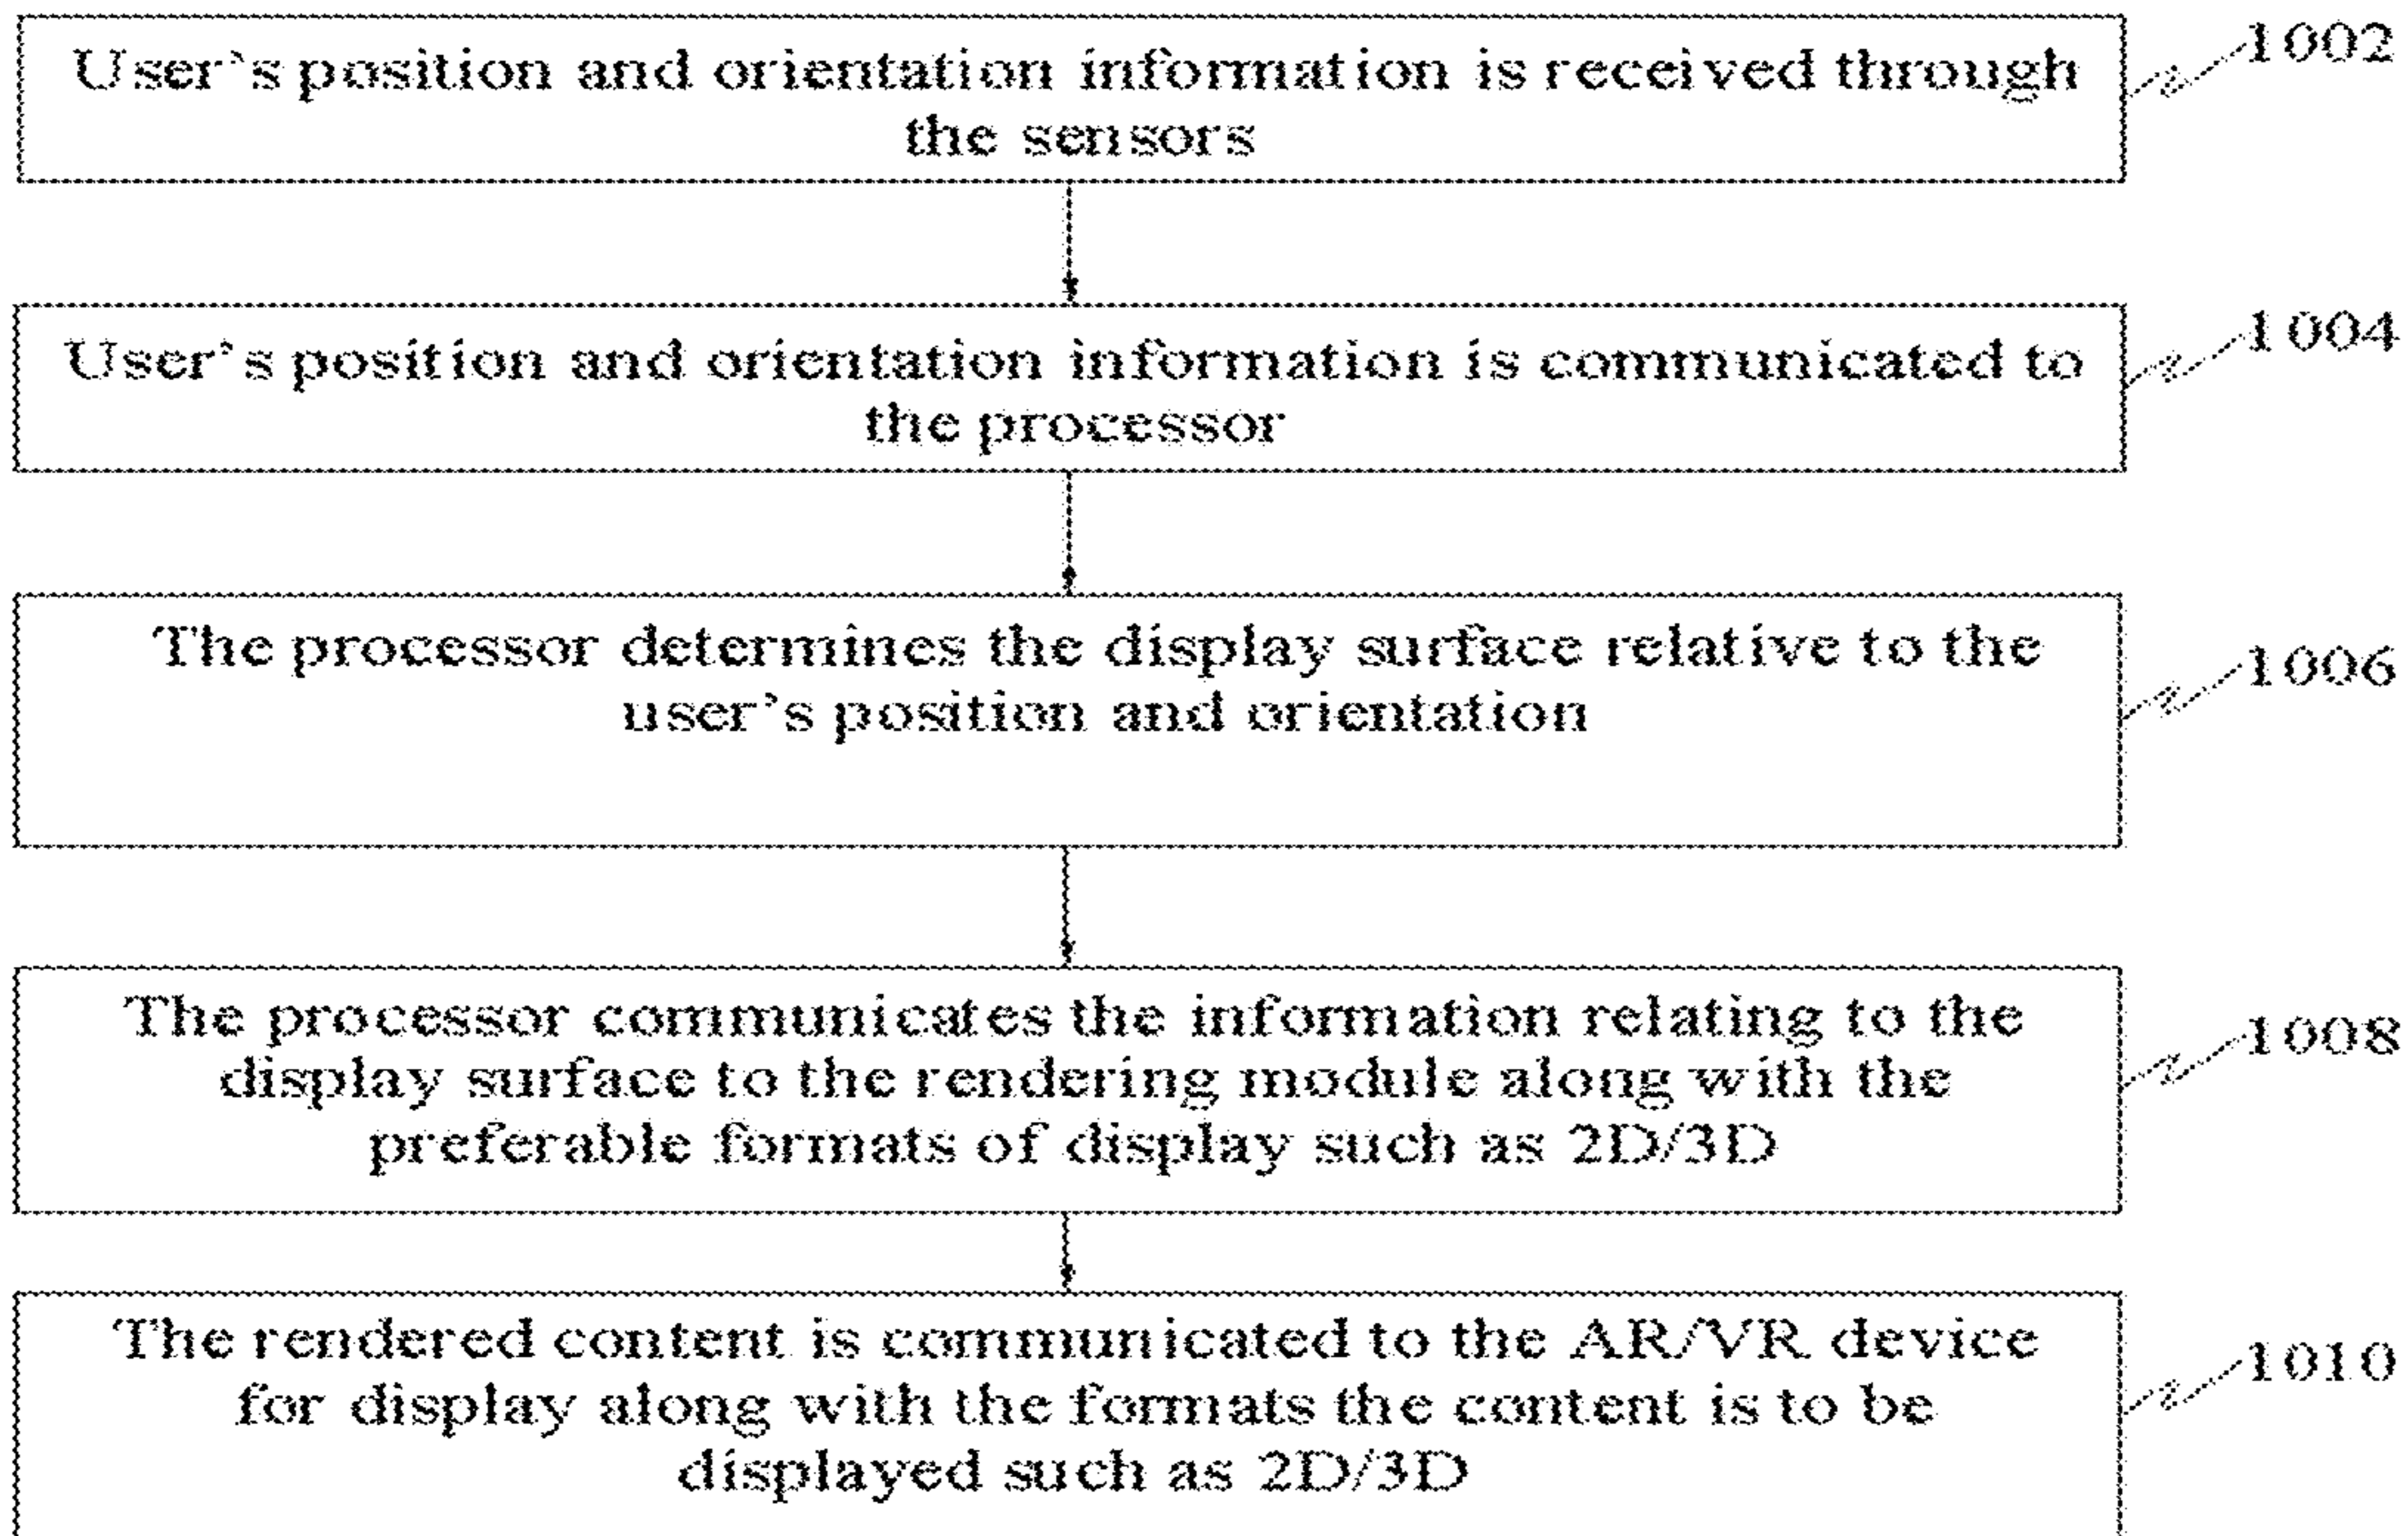 User's position and orientation information is received through
the sensors
1002
User's position and orientation information is communicated to
the processor
1004
The processor determines the display surface relative to the
user's position and orientation
1006
The processor communicates the information relating to the
display surface to the rendering module along with the
preferable formats of display such as 2D/3D
1008
The rendered content is communicated to the AR/VR device
for display along with the formats the content is to be
displayed such as 2D/3D
1010